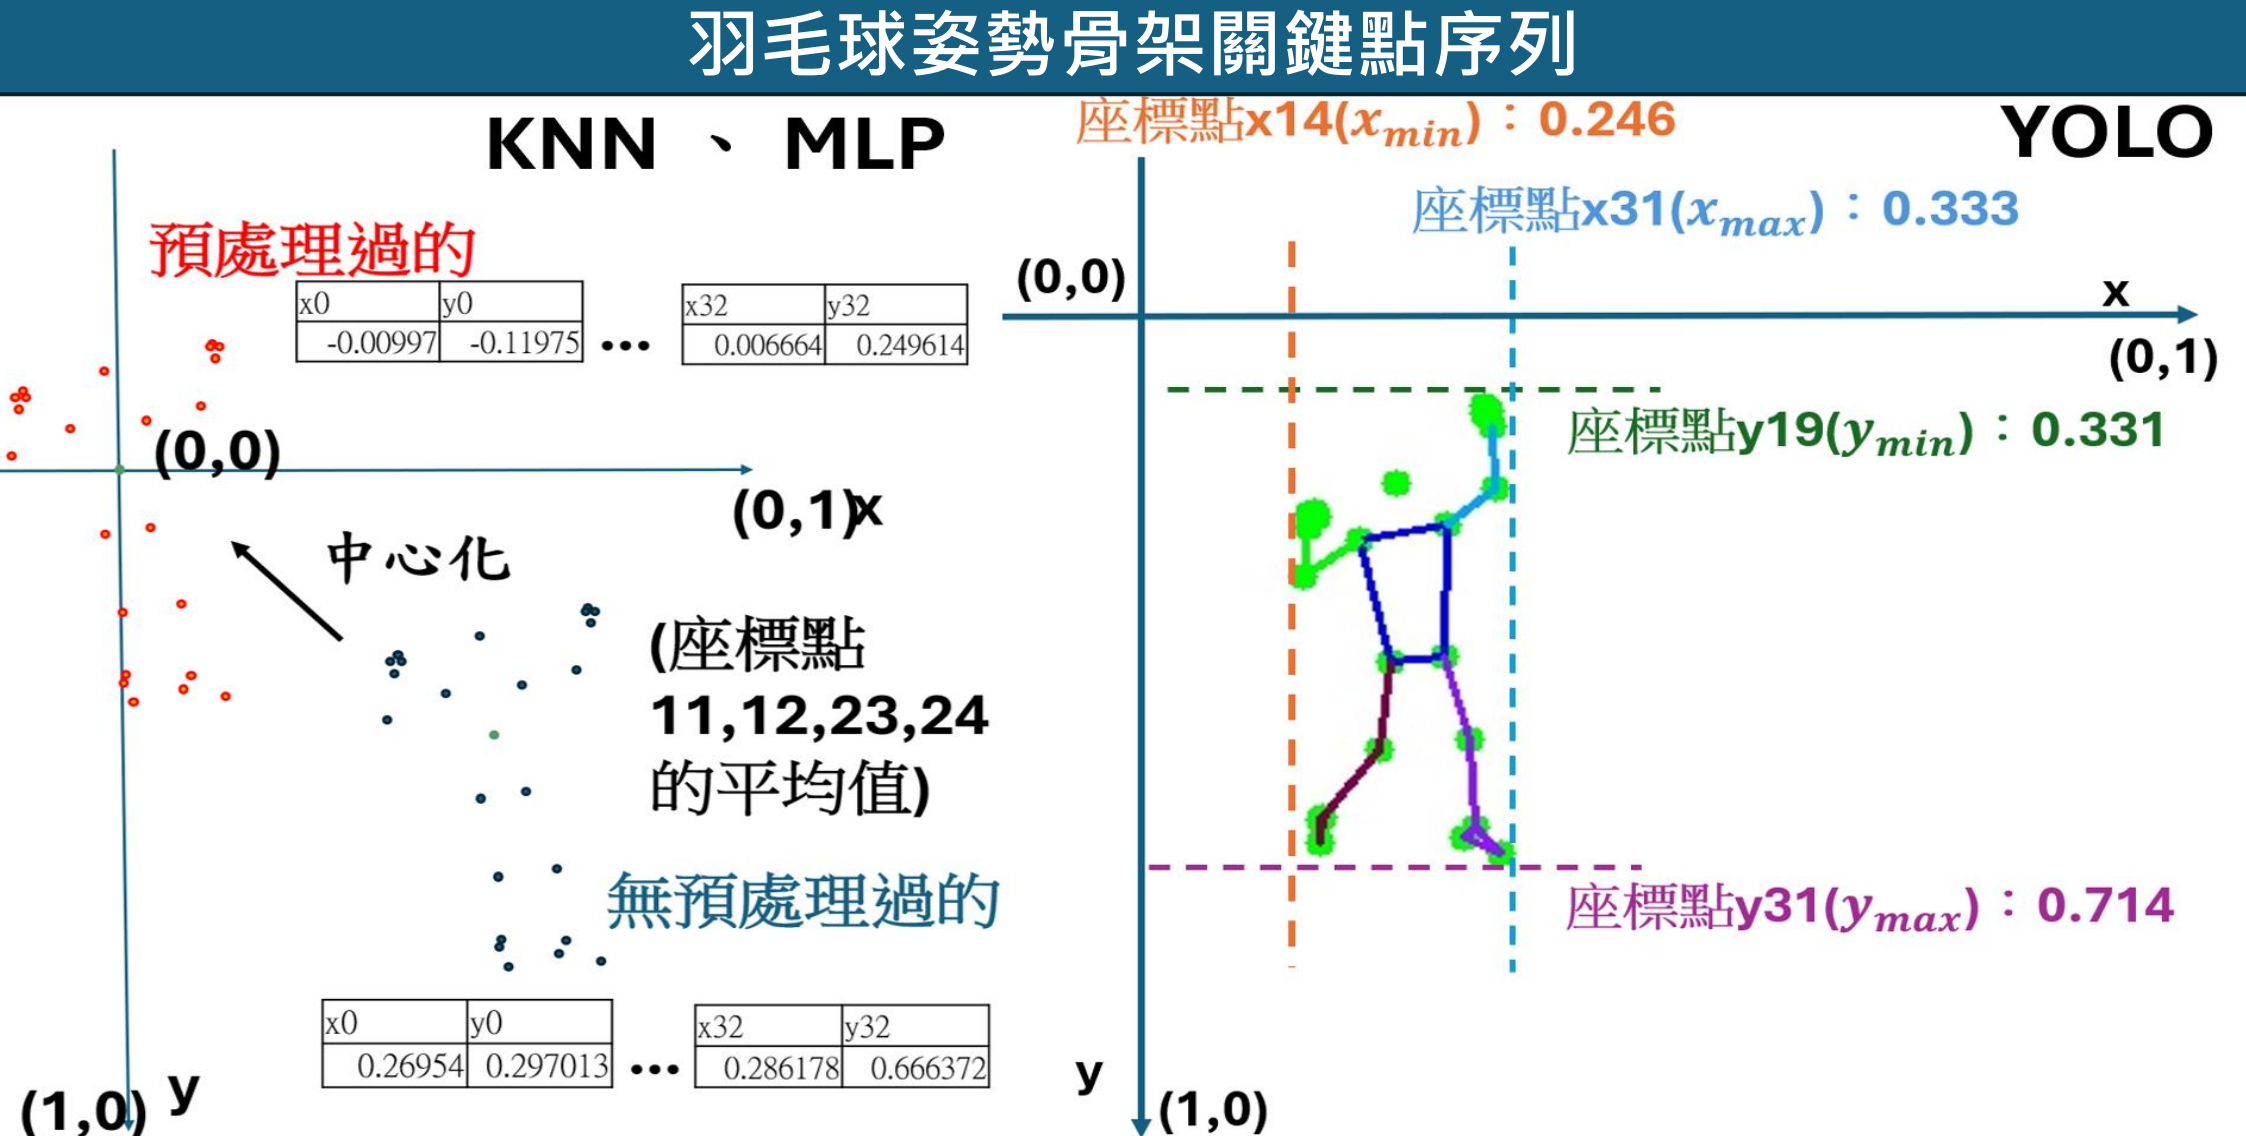 羽毛球姿勢骨架關鍵點序列
KNN、MLP
預處理過的
x0 y0
-0.00997 -0.11975
...
x32 y32
0.006664 0.249614
(0,0)
(0,1)x
中心化
(座標點
11,12,23,24
的平均值)
無預處理過的
x0 y0
0.26954 0.297013
...
x32 y32
0.286178 0.666372
(1,0) y
YOLO
座標點x14(xmin):0.246
座標點x31(xmax):0.333
(0,0)
x
(0,1)
座標點y19(ymin):0.331
座標點y31(ymax):0.714
y
(1,0)